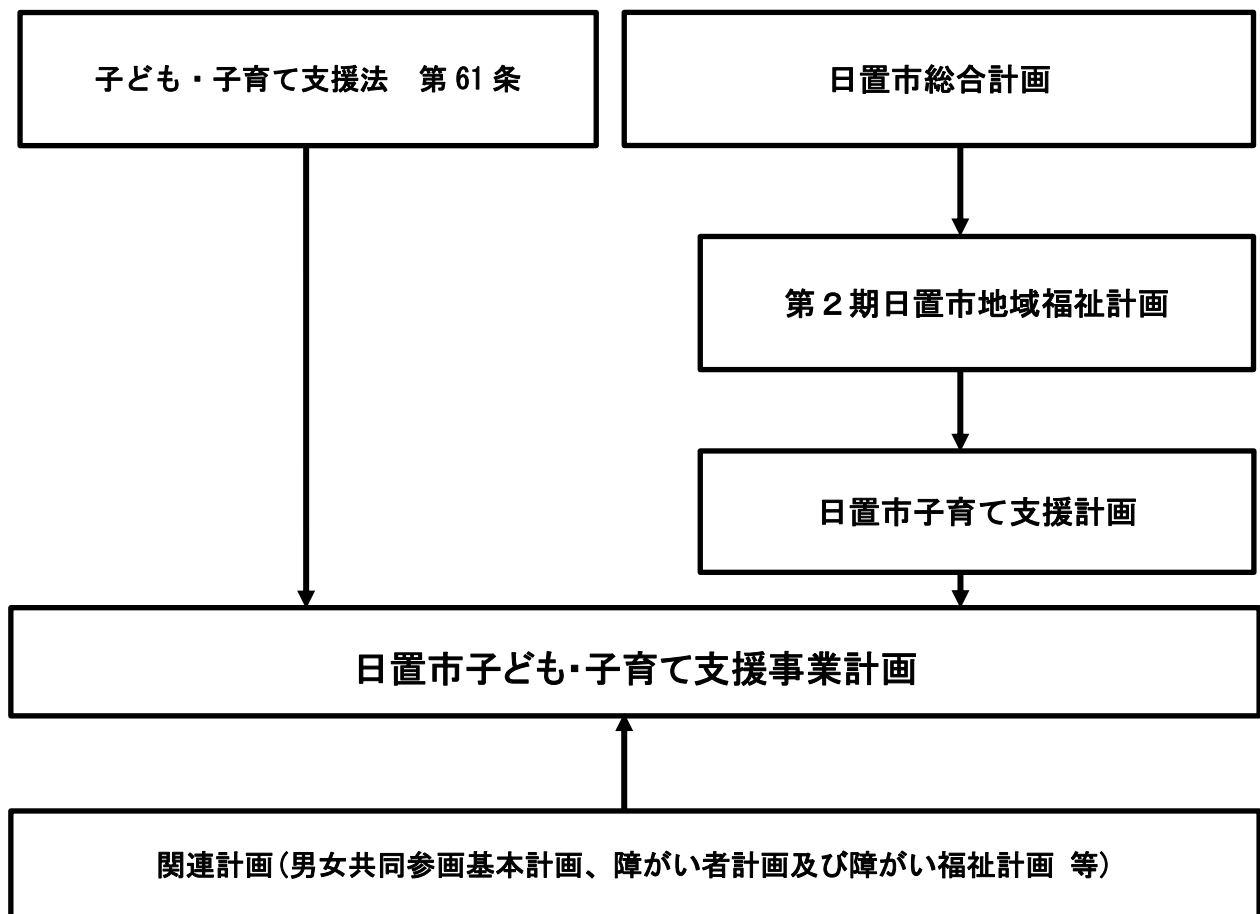 子ども・子育て支援法　第 61 条
日置市総合計画
第２期日置市地域福祉計画
日置市子育て支援計画
日置市子ども・子育て支援事業計画
関連計画(男女共同参画基本計画、障がい者計画及び障がい福祉計画 等)